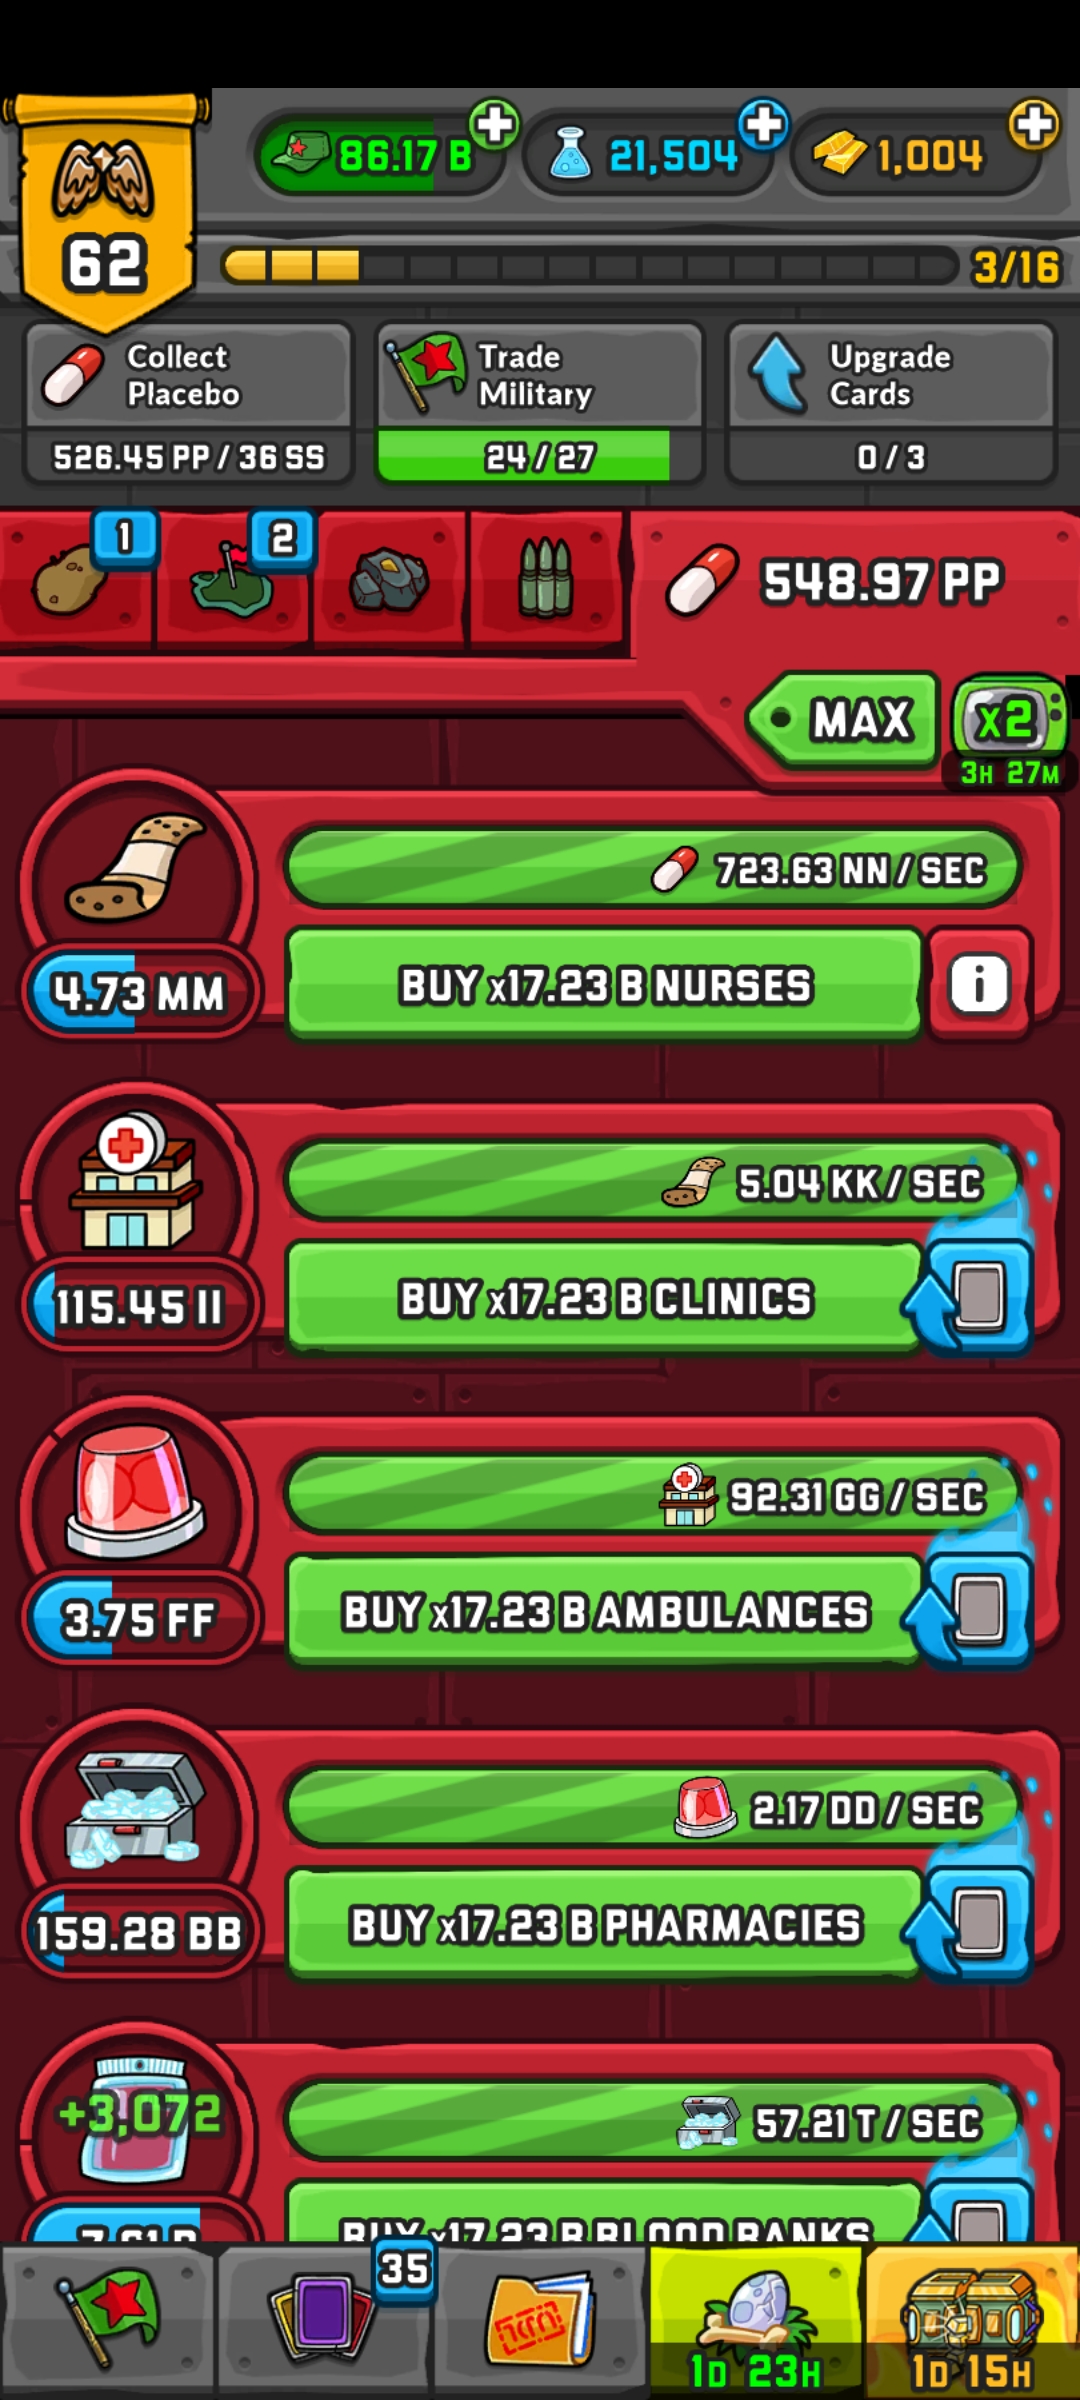 86.17 B
21,504
1,004
62
3/16
Collect
Placebo
526.45 PP / 36 SS
Trade
Military
24 / 27
Upgrade
Cards
0 / 3
1
2
548.97 PP
MAX
x2
3H 27M
723.63 NN / SEC
4.73 MM
BUY x17.23 B NURSES
i
5.04 KK / SEC
115.45 II
BUY x17.23 B CLINICS
92.31 GG / SEC
3.75 FF
BUY x17.23 B AMBULANCES
2.17 DD / SEC
159.28 BB
BUY x17.23 B PHARMACIES
+3,072
57.21 T / SEC
BUY x17.23 B BLOOD BANKS
35
1D 23H
1D 15H